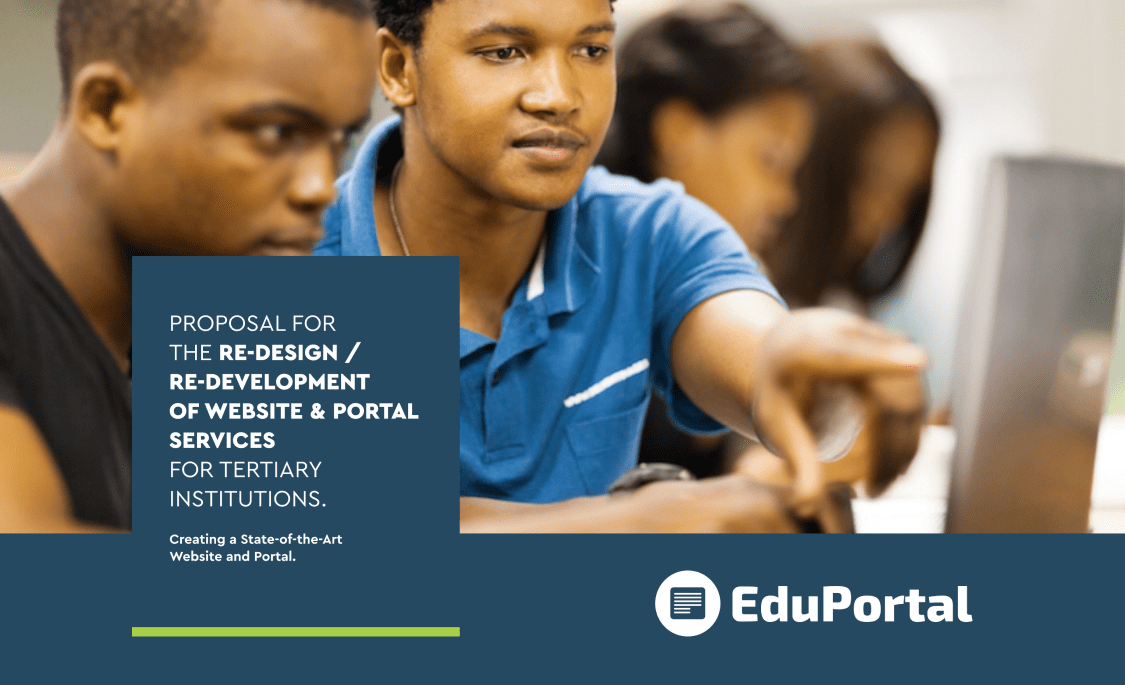 PROPOSAL FOR
THE RE-DESIGN /
RE-DEVELOPMENT
OF WEBSITE & PORTAL
SERVICES
FOR TERTIARY
INSTITUTIONS.
Creating a State-of-the-Art
Website and Portal.
EduPortal